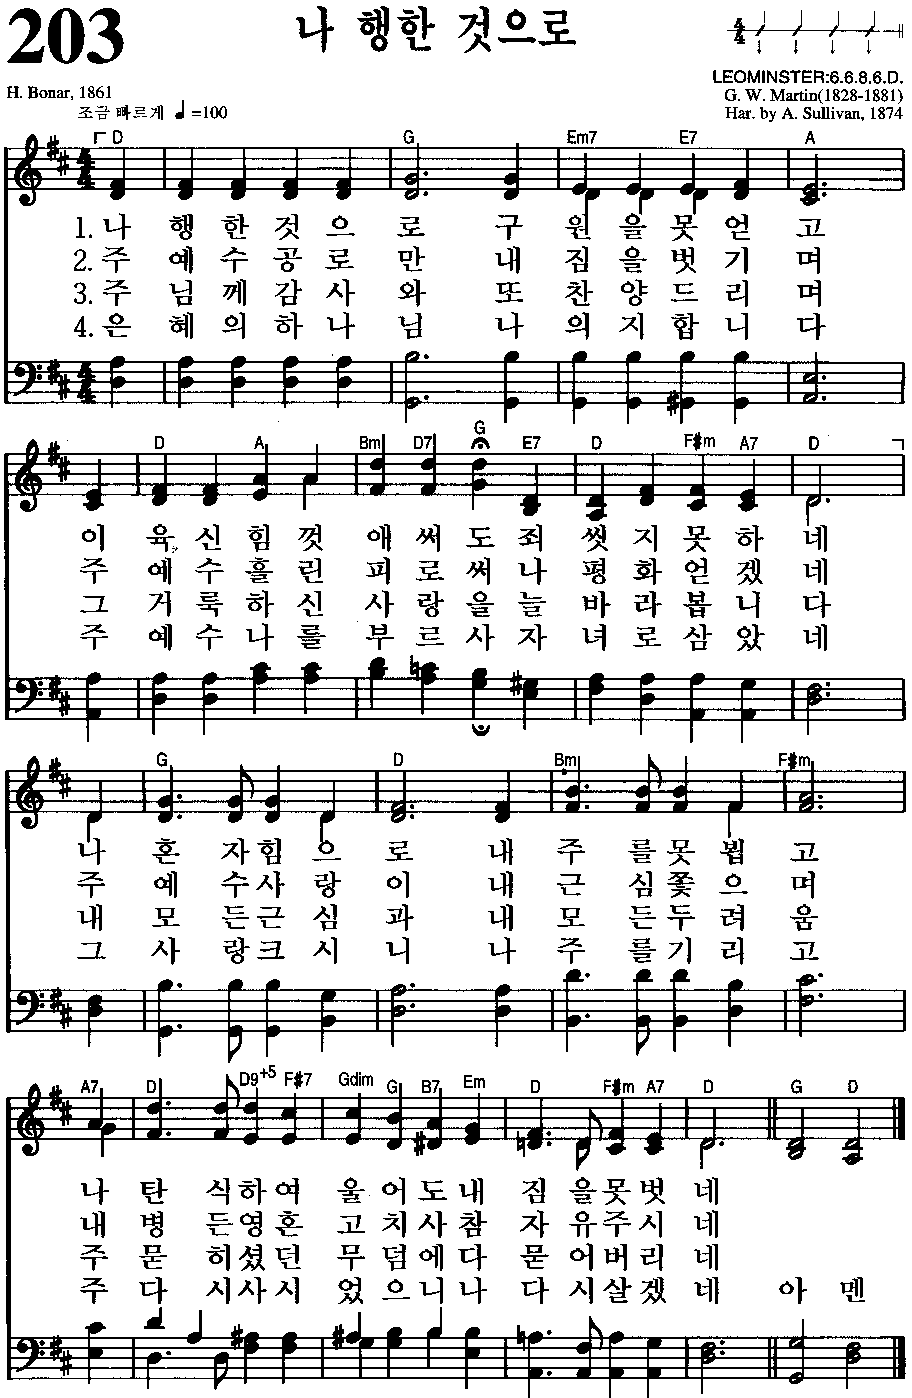 203
나 행한 것으로
LEOMINSTER:6.6.8.6.D.
H. Bonar, 1861
G. W. Martin(1828-1881)
조금 빠르게 ♩=100
Har. by A. Sullivan, 1874
D G Em7 E7 A
1. 나 행 한 것 으 로 구 원 을 못 얻 고
2. 주 예 수 공 로 만 내 짐 을 벗 기 며
3. 주 님 께 감 사 와 또 찬 양 드 리 며
4. 은 혜 의 하 나 님 나 의 지 합 니 다
D A Bm D7 G E7 D F#m A7 D
이 육 신 힘 껏 애 써 도 죄 씻 지 못 하 네
주 예 수 흘 린 피 로 써 나 평 화 얻 겠 네
그 거 룩 하 신 사 랑 을 늘 바 라 봅 니 다
주 예 수 나 를 부 르 사 자 녀 로 삼 았 네
G D Bm F#m
나 혼 자 힘 으 로 내 주 를 못 뵙 고
주 예 수 사 랑 이 내 근 심 쫓 으 며
내 모 든 근 심 과 내 모 든 두 려 움
그 사 랑 크 시 니 나 주 를 기 리 고
A7 D D9+5 F#7 Gdim G B7 Em D F#m A7 D G D
나 탄 식 하 여 울 어 도 내 짐 을 못 벗 네
내 병 든 영 혼 고 치 사 참 자 유 주 시 네
주 묻 히 셨 던 무 덤 에 다 묻 어 버 리 네
주 다 시 사 시 었 으 니 나 다 시 살 겠 네 아 멘